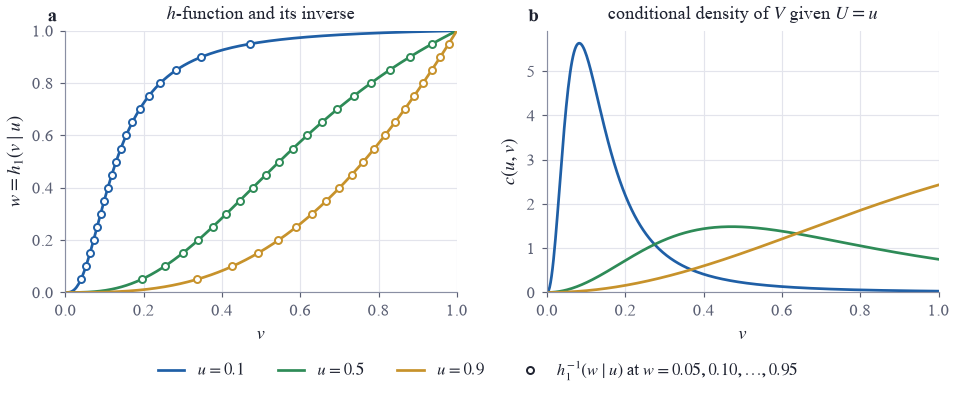 a h-function and its inverse
w = h₁(v | u)
1.0
0.8
0.6
0.4
0.2
0.0
0.0 0.2 0.4 0.6 0.8 1.0
v
b conditional density of V given U = u
c(u, v)
5
4
3
2
1
0
0.0 0.2 0.4 0.6 0.8 1.0
v
u = 0.1 u = 0.5 u = 0.9 h₁⁻¹(w | u) at w = 0.05, 0.10, …, 0.95